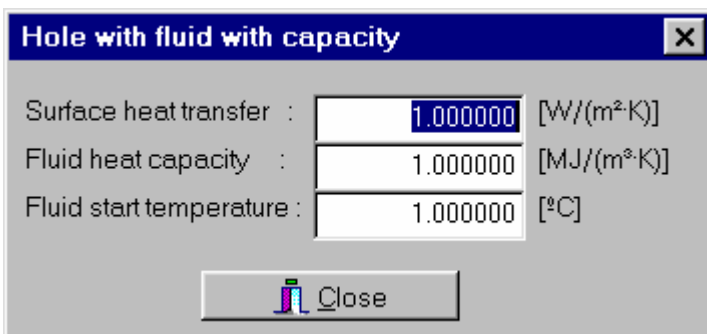 Hole with fluid with capacity
Surface heat transfer : 1.000000 [W/(m²·K)]
Fluid heat capacity : 1.000000 [MJ/(m³·K)]
Fluid start temperature : 1.000000 [ºC]
Close